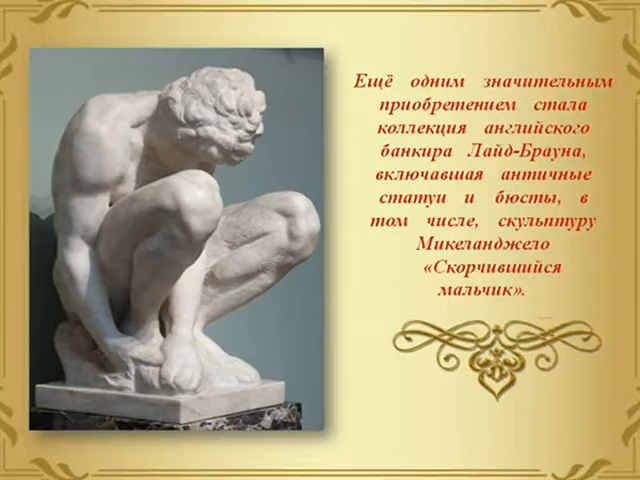 Ещё одним значительным
приобретением стала
коллекция английского
банкира Лайд-Брауна,
включавшая античные
статуи и бюсты, в
том числе, скульптуру
Микеланджело
«Скорчившийся
мальчик».